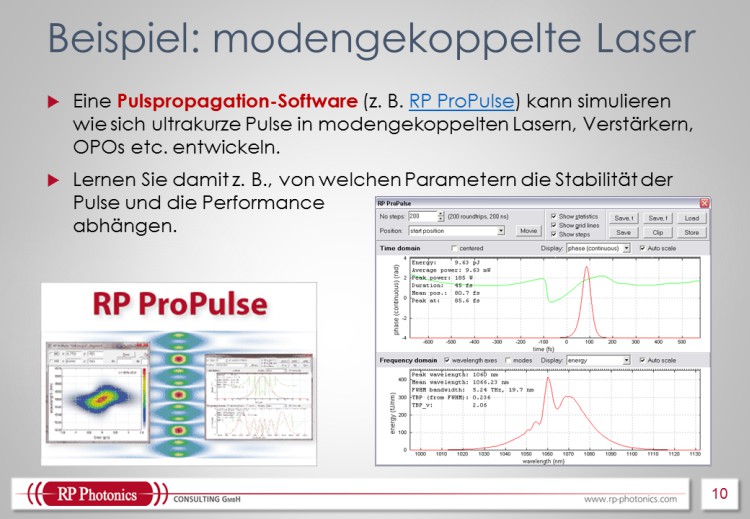 Beispiel: modengekoppelte Laser
Eine Pulspropagation-Software (z. B. RP ProPulse) kann simulieren
wie sich ultrakurze Pulse in modengekoppelten Lasern, Verstärkern,
OPOs etc. entwickeln.
Lernen Sie damit z. B., von welchen Parametern die Stabilität der
Pulse und die Performance
abhängen.
RP ProPulse
RP ProPulse
No steps: 200 (200 roundtrips, 200 ns)
Position: start position Movie
Show statistics
Show grid lines
Show steps
Save, t Save, f Load
Save Clip Store
Time domain centered Display: phase (continuous) Auto scale
Energy: 9.63 pJ
Average power: 9.63 mW
Peak power: 185 W
Duration: 45 fs
Mean pos.: 80.7 fs
Peak at: 85.6 fs
phase (continuous) (rad)
4
2
0
-2
-4
-600 -500 -400 -300 -200 -100 0 100 200 300 400 500
time (fs)
Frequency domain wavelength axes modes Display: energy Auto scale
Peak wavelength: 1060 nm
Mean wavelength: 1066.23 nm
FWHM bandwidth: 5.24 THz, 19.7 nm
TBP (from FWHM): 0.236
TBP_v: 2.06
energy (fJ/nm)
400
300
200
100
0
1000 1010 1020 1030 1040 1050 1060 1070 1080 1090 1100 1110 1120 1130
wavelength (nm)
RP Photonics
CONSULTING GmbH
www.rp-photonics.com
10